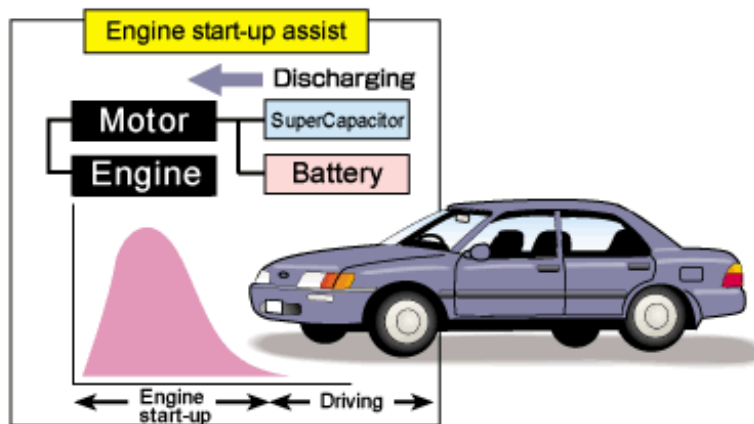 Engine start-up assist
Discharging
Motor
SuperCapacitor
Engine
Battery
Engine
start-up
Driving